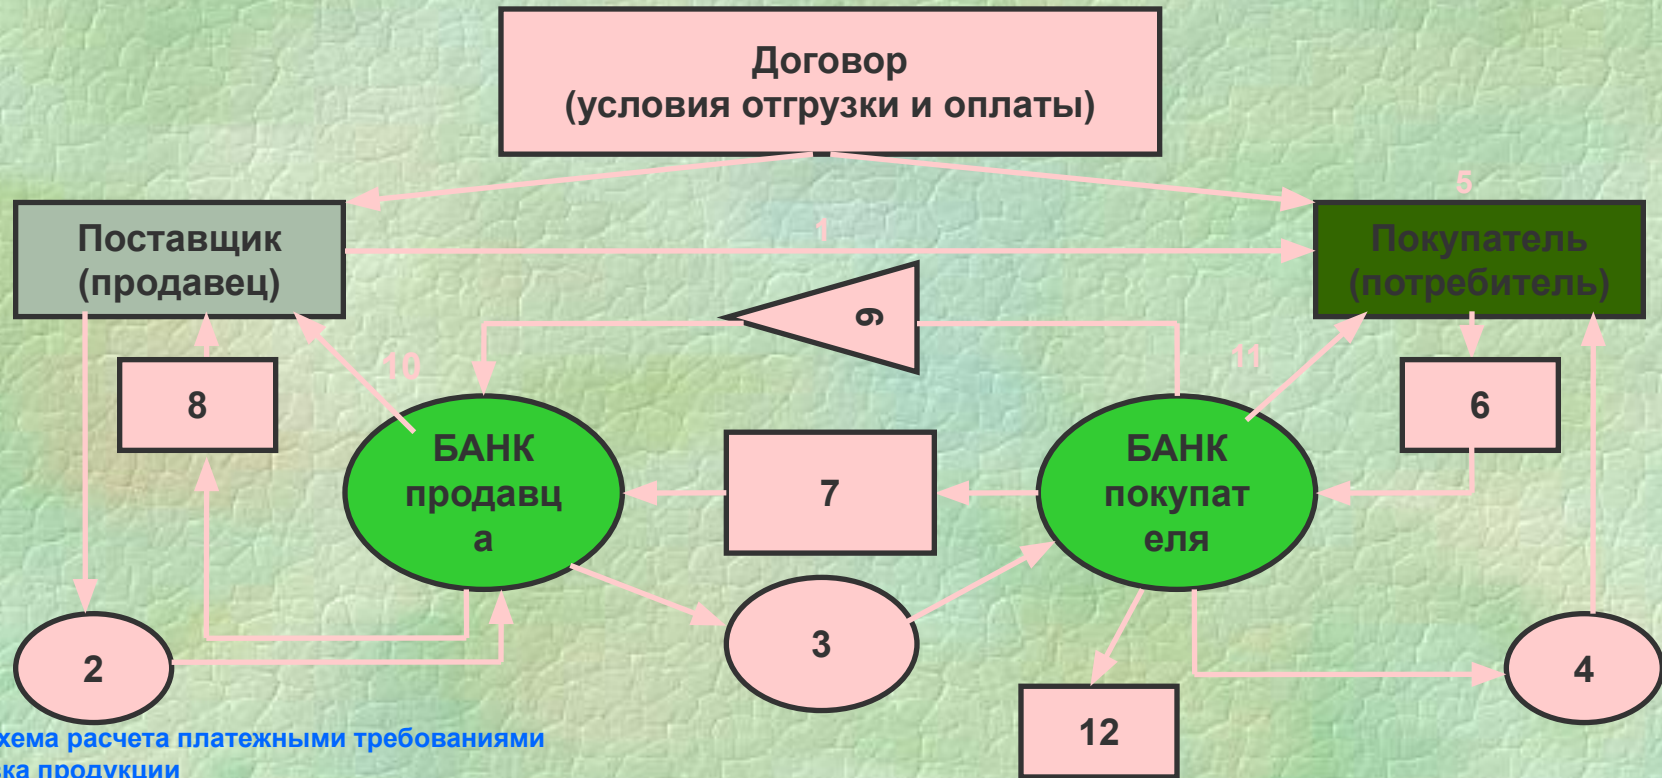 Договор
(условия отгрузки и оплаты)
5
Поставщик
(продавец)
1
Покупатель
(потребитель)
9
10
11
8
6
БАНК
продавц
а
7
БАНК
покупат
еля
2
3
4
12
хема расчета платежными требованиями
вка продукции